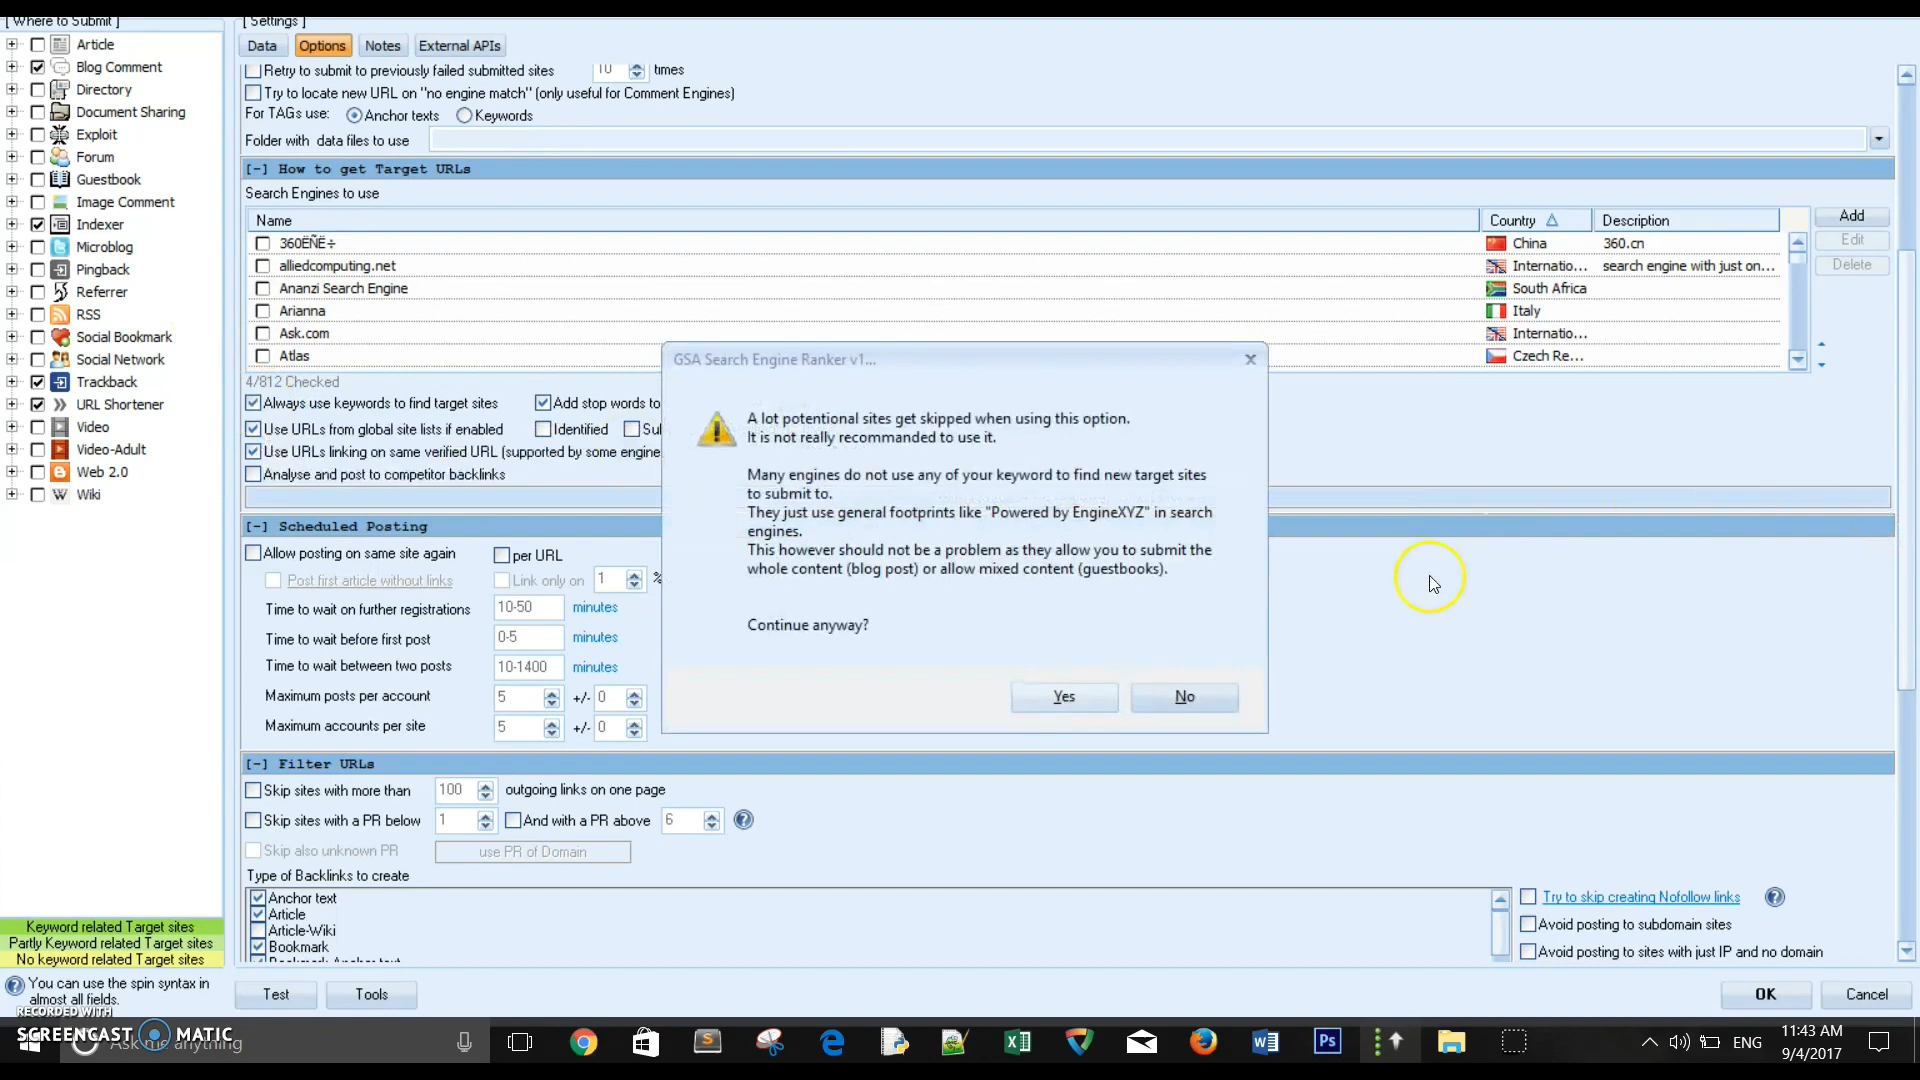 [ Where to Submit ]
Article
Blog Comment
Directory
Document Sharing
Exploit
Forum
Guestbook
Image Comment
Indexer
Microblog
Pingback
Referrer
RSS
Social Bookmark
Social Network
Trackback
URL Shortener
Video
Video-Adult
Web 2.0
Wiki
Keyword related Target sites
Partly Keyword related Target sites
No keyword related Target sites
You can use the spin syntax in
almost all fields.
[ Settings ]
Data Options Notes External APIs
Retry to submit to previously failed submitted sites 10 times
Try to locate new URL on "no engine match" (only useful for Comment Engines)
For TAGs use: Anchor texts Keywords
Folder with data files to use
[-] How to get Target URLs
Search Engines to use
Name Country Description
360ËÑË÷ China 360.cn
alliedcomputing.net Internatio... search engine with just on...
Ananzi Search Engine South Africa
Arianna Italy
Ask.com Internatio...
Atlas Czech Re...
Add
Edit
Delete
4/812 Checked
Always use keywords to find target sites Add stop words to
Use URLs from global site lists if enabled Identified
Use URLs linking on same verified URL (supported by some engine
Analyse and post to competitor backlinks
[-] Scheduled Posting
Allow posting on same site again per URL
Post first article without links Link only on 1 %
Time to wait on further registrations 10-50 minutes
Time to wait before first post 0-5 minutes
Time to wait between two posts 10-1400 minutes
Maximum posts per account 5 +/- 0
Maximum accounts per site 5 +/- 0
GSA Search Engine Ranker v1...
A lot potentional sites get skipped when using this option.
It is not really recommanded to use it.
Many engines do not use any of your keyword to find new target sites
to submit to.
They just use general footprints like "Powered by EngineXYZ" in search
engines.
This however should not be a problem as they allow you to submit the
whole content (blog post) or allow mixed content (guestbooks).
Continue anyway?
Yes No
[-] Filter URLs
Skip sites with more than 100 outgoing links on one page
Skip sites with a PR below 1 And with a PR above 6
Skip also unknown PR use PR of Domain
Type of Backlinks to create
Anchor text
Article
Article-Wiki
Bookmark
Bookmark-Anchor text
Try to skip creating Nofollow links
Avoid posting to subdomain sites
Avoid posting to sites with just IP and no domain
Test Tools OK Cancel
RECORDED WITH
SCREENCAST MATIC
Ask me anything
ENG
11:43 AM
9/4/2017